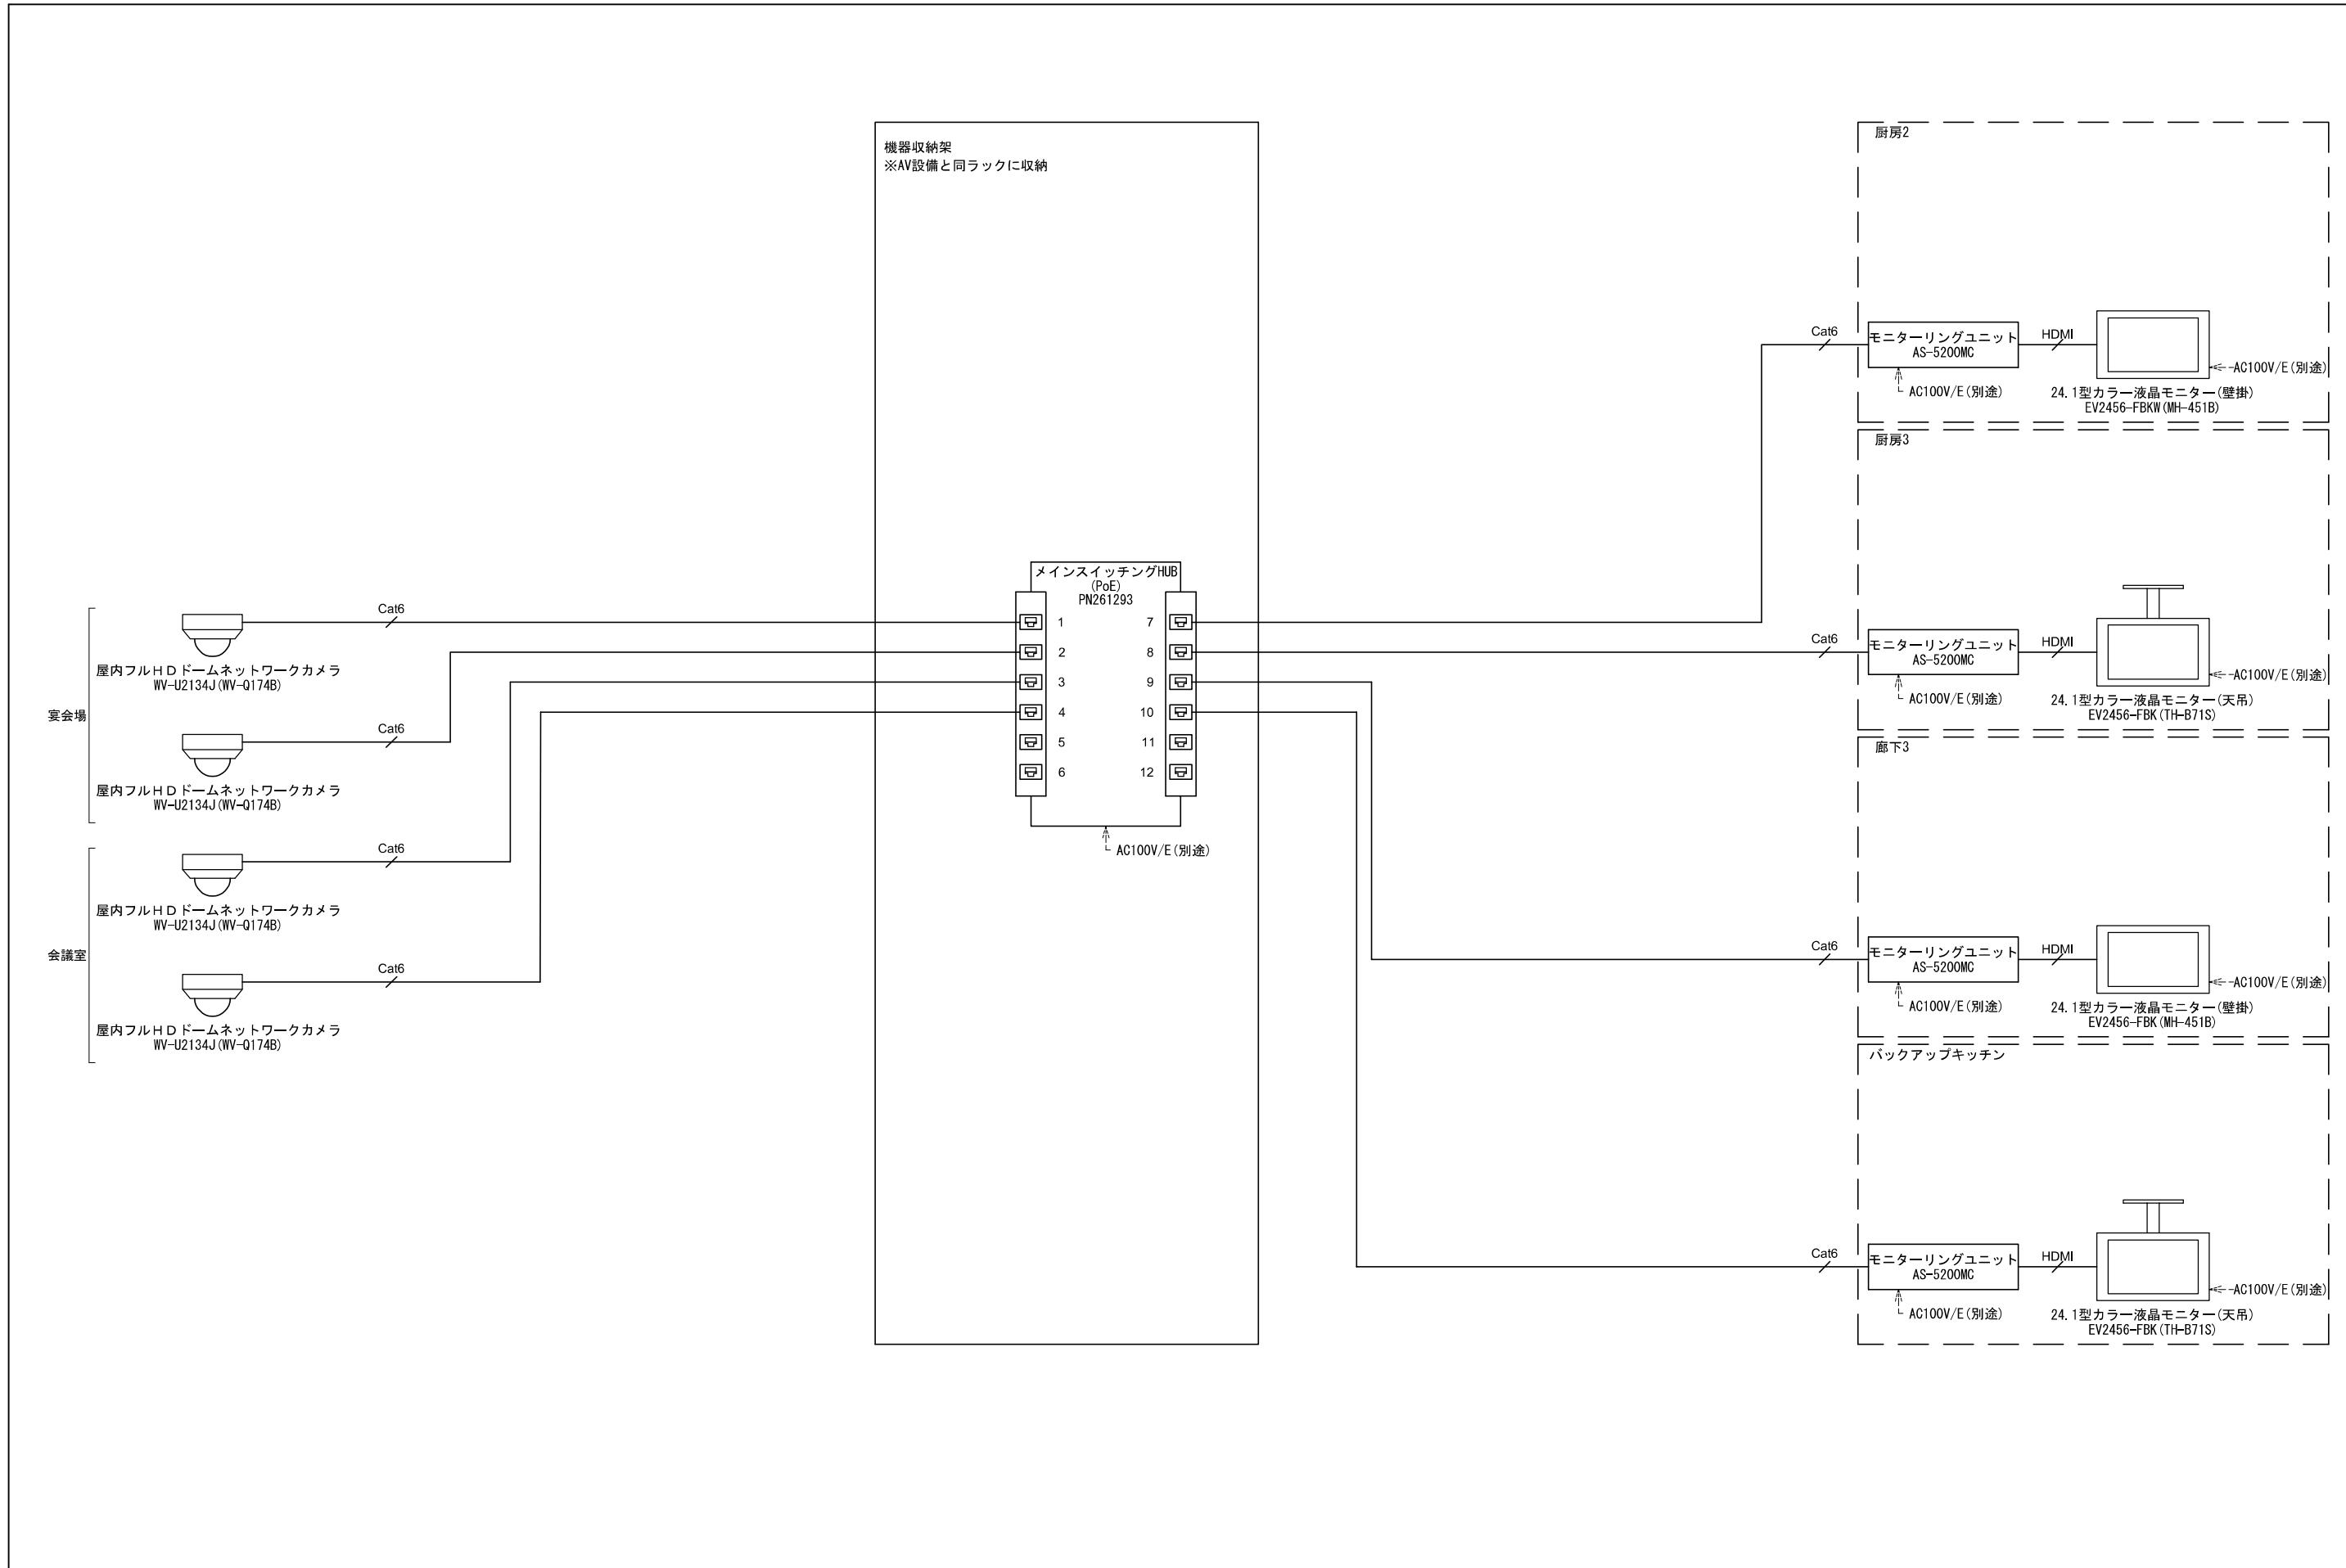 機器収納架
※AV設備と同ラックに収納
メインスイッチングHUB
(PoE)
PN261293
1
2
3
4
5
6
7
8
9
10
11
12
AC100V/E(別途)
宴会場
Cat6
屋内フルHDドームネットワークカメラ
WV-U2134J(WV-Q174B)
Cat6
屋内フルHDドームネットワークカメラ
WV-U2134J(WV-Q174B)
会議室
Cat6
屋内フルHDドームネットワークカメラ
WV-U2134J(WV-Q174B)
Cat6
屋内フルHDドームネットワークカメラ
WV-U2134J(WV-Q174B)
厨房2
Cat6
モニターリングユニット
AS-5200MC
HDMI
AC100V/E(別途)
AC100V/E(別途)
24.1型カラー液晶モニター(壁掛)
EV2456-FBKW(MH-451B)
厨房3
Cat6
モニターリングユニット
AS-5200MC
HDMI
AC100V/E(別途)
AC100V/E(別途)
24.1型カラー液晶モニター(天吊)
EV2456-FBK(TH-B71S)
廊下3
Cat6
モニターリングユニット
AS-5200MC
HDMI
AC100V/E(別途)
AC100V/E(別途)
24.1型カラー液晶モニター(壁掛)
EV2456-FBK(MH-451B)
バックアップキッチン
Cat6
モニターリングユニット
AS-5200MC
HDMI
AC100V/E(別途)
AC100V/E(別途)
24.1型カラー液晶モニター(天吊)
EV2456-FBK(TH-B71S)